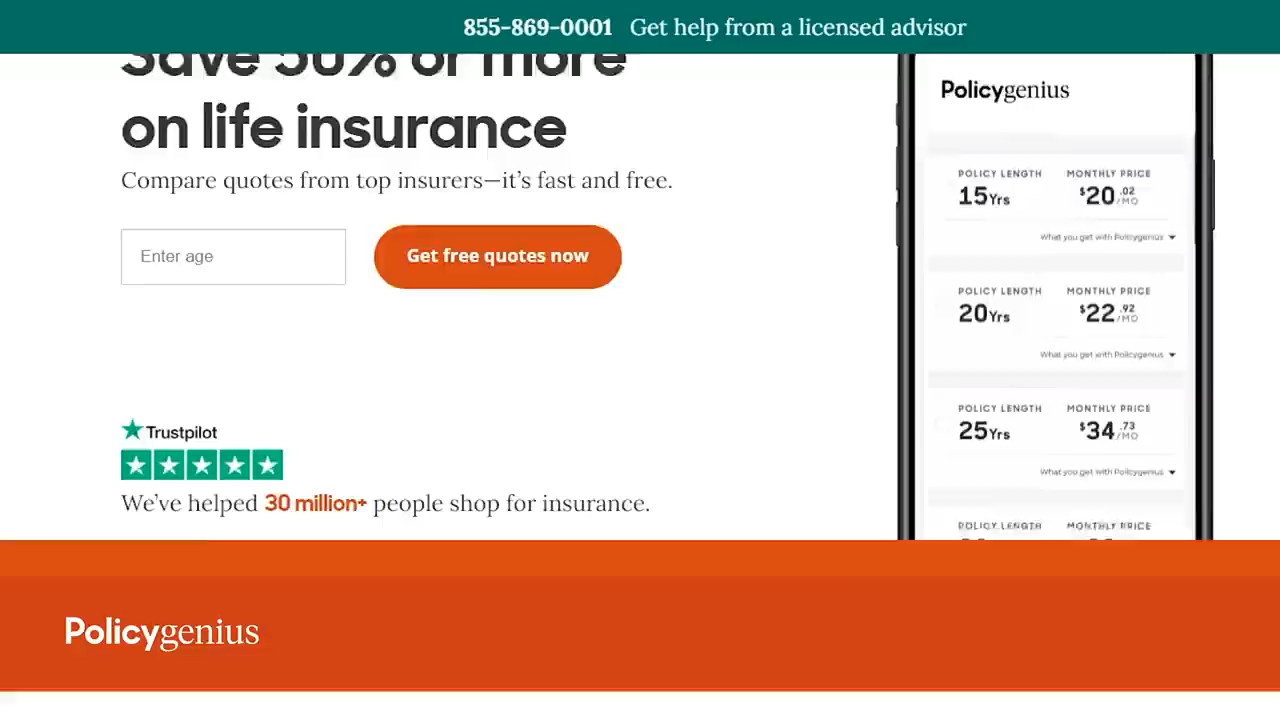 855-869-0001 Get help from a licensed advisor
Save 50% or more
on life insurance
Compare quotes from top insurers—it's fast and free.
Enter age
Get free quotes now
Trustpilot
We've helped 30 million+ people shop for insurance.
Policygenius
POLICY LENGTH MONTHLY PRICE
15Yrs $20.02/MO
What you get with Policygenius
POLICY LENGTH MONTHLY PRICE
20Yrs $22.92/MO
What you get with Policygenius
POLICY LENGTH MONTHLY PRICE
25Yrs $34.73/MO
What you get with Policygenius
POLICY LENGTH MONTHLY PRICE
Policygenius